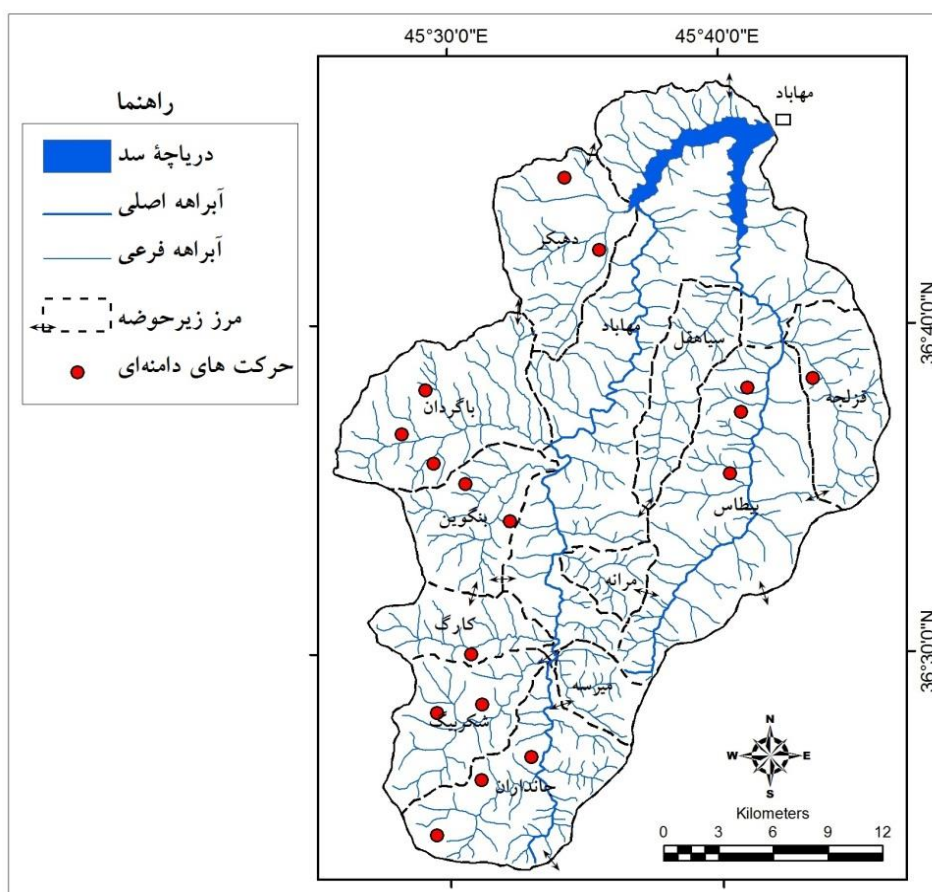 45°30'0"E
45°40'0"E
راهنما
دریاچهٔ سد
آبراهه اصلی
آبراهه فرعی
مرز زیرحوضه
حرکت های دامنه‌ای
مهاباد
دهبکر
مهاباد
سیاهقل
قزلجه
باگردان
بیطاس
بنگوین
مرانه
کارگ
میرسه
شکربیگ
خانداران
36°40'0"N
36°30'0"N
N
W
E
S
Kilometers
0 3 6 9 12